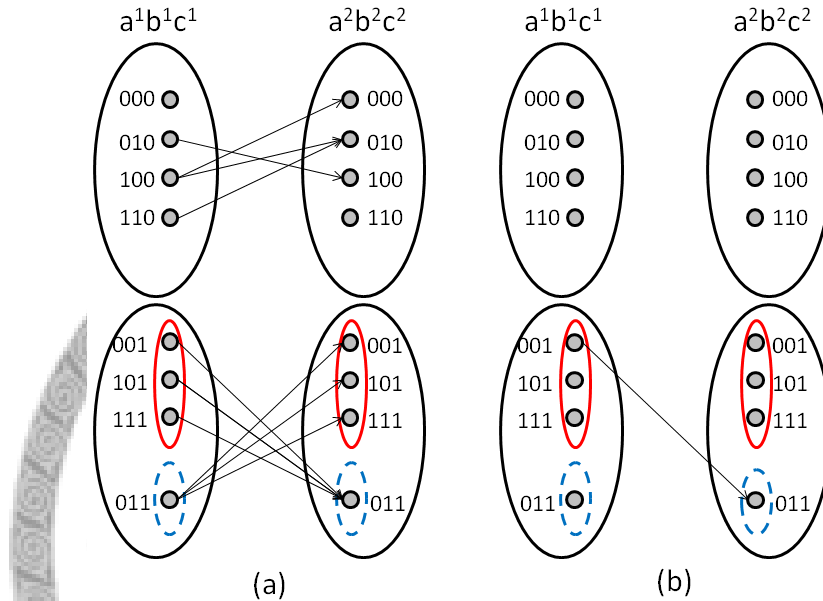 a¹b¹c¹ a²b²c² a¹b¹c¹ a²b²c²
000 000 000 000
010 010 010 010
100 100 100 100
110 110 110 110
001 001 001 001
101 101 101 101
111 111 111 111
011 011 011 011
(a) (b)